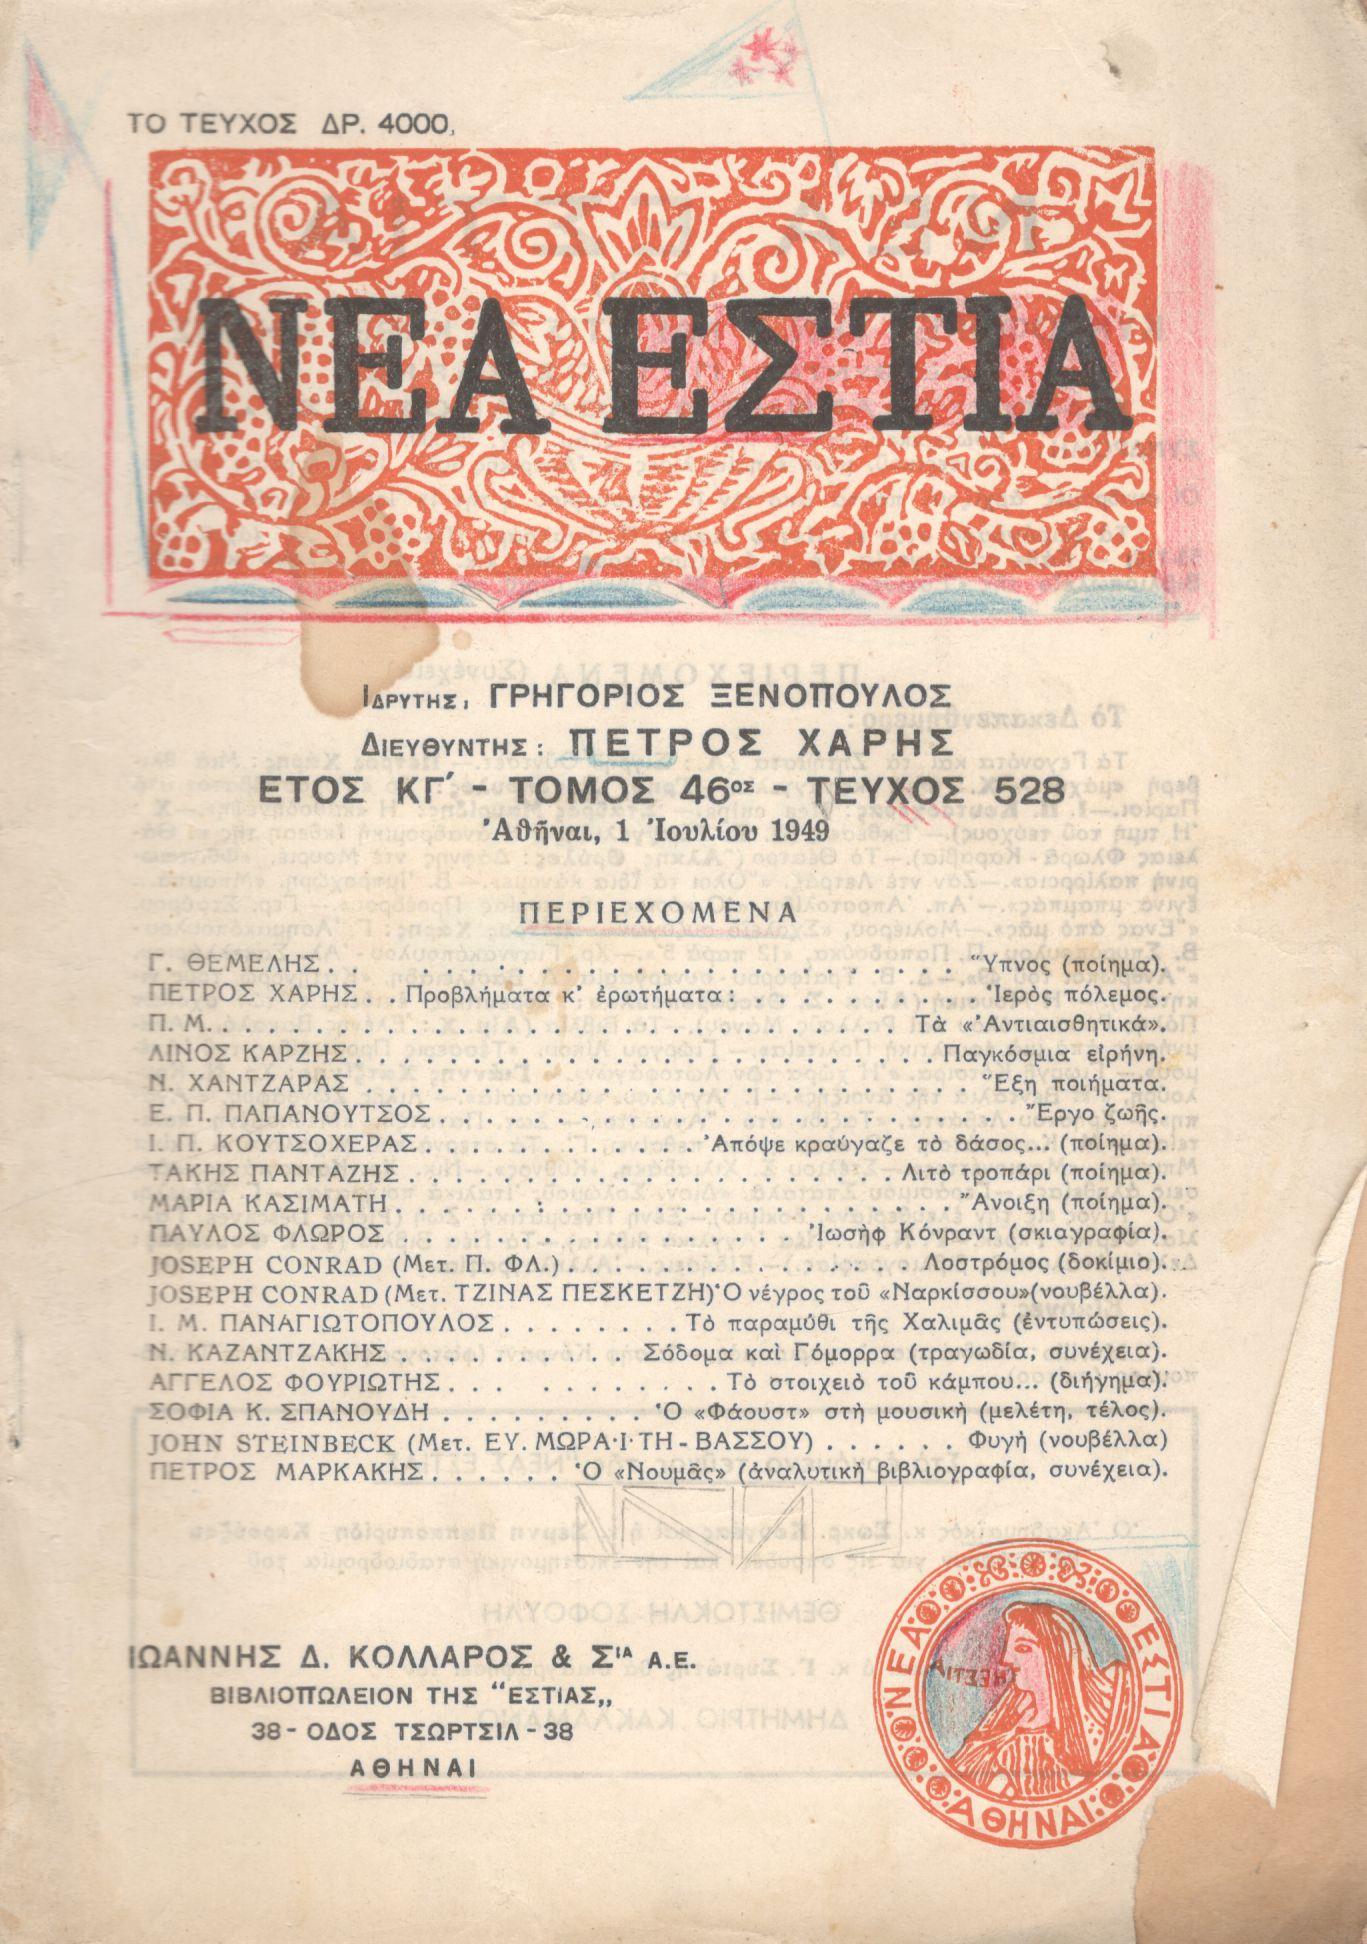 ΤΟ ΤΕΥΧΟΣ ΔΡ. 4000,
ΝΕΑ ΕΣΤΙΑ
ΙΔΡΥΤΗΣ, ΓΡΗΓΟΡΙΟΣ ΞΕΝΟΠΟΥΛΟΣ
ΔΙΕΥΘΥΝΤΗΣ: ΠΕΤΡΟΣ ΧΑΡΗΣ
ΕΤΟΣ ΚΓ΄ - ΤΟΜΟΣ 46ος - ΤΕΥΧΟΣ 528
Ἀθῆναι, 1 Ἰουλίου 1949
ΠΕΡΙΕΧΟΜΕΝΑ
Γ. ΘΕΜΕΛΗΣ. . . . . . . . . . . . . . . . . . . . . Ὕπνος (ποίημα).
ΠΕΤΡΟΣ ΧΑΡΗΣ. . Προβλήματα κ' ἐρωτήματα: . . . . . . . . . . Ἱερὸς πόλεμος.
Π. Μ. . . . . . . . . . . . . . . . . . . . . . Τὰ «Ἀντιαισθητικά».
ΛΙΝΟΣ ΚΑΡΖΗΣ. . . . . . . . . . . . . . . . . . . . . Παγκόσμια εἰρήνη.
Ν. ΧΑΝΤΖΑΡΑΣ . . . . . . . . . . . . . . . . . . . . . Ἕξη ποιήματα.
Ε. Π. ΠΑΠΑΝΟΥΤΣΟΣ . . . . . . . . . . . . . . . . . . . . . Ἔργο ζωῆς.
Ι. Π. ΚΟΥΤΣΟΧΕΡΑΣ. . . . . . . . . . . Ἀπόψε κραύγαζε τὸ δάσος... (ποίημα).
ΤΑΚΗΣ ΠΑΝΤΑΖΗΣ. . . . . . . . . . . . . . . . . . . Λιτὸ τροπάρι (ποίημα).
ΜΑΡΙΑ ΚΑΣΙΜΑΤΗ. . . . . . . . . . . . . . . . . . . . . Ἄνοιξη (ποίημα).
ΠΑΥΛΟΣ ΦΛΩΡΟΣ . . . . . . . . . . . . . . . Ἰωσὴφ Κόνραντ (σκιαγραφία).
JOSEPH CONRAD (Μετ. Π. ΦΛ.) . . . . . . . . . . . . . Λοστρόμος (δοκίμιο).
JOSEPH CONRAD (Μετ. ΤΖΙΝΑΣ ΠΕΣΚΕΤΖΗ) Ὁ νέγρος τοῦ «Ναρκίσσου» (νουβέλλα).
Ι. Μ. ΠΑΝΑΓΙΩΤΟΠΟΥΛΟΣ . . . . . . . . Τὸ παραμύθι τῆς Χαλιμᾶς (ἐντυπώσεις).
Ν. ΚΑΖΑΝΤΖΑΚΗΣ . . . . . . . . . . Σόδομα καὶ Γόμορρα (τραγωδία, συνέχεια).
ΑΓΓΕΛΟΣ ΦΟΥΡΙΩΤΗΣ. . . . . . . . . . . Τὸ στοιχειὸ τοῦ κάμπου... (διήγημα).
ΣΟΦΙΑ Κ. ΣΠΑΝΟΥΔΗ . . . . . . . . . Ὁ «Φάουστ» στὴ μουσικὴ (μελέτη, τέλος).
JOHN STEINBECK (Μετ. ΕΥ. ΜΩΡΑ·Ι·ΤΗ - ΒΑΣΣΟΥ) . . . . . . Φυγὴ (νουβέλλα)
ΠΕΤΡΟΣ ΜΑΡΚΑΚΗΣ. . . . . . . Ὁ «Νουμᾶς» (ἀναλυτικὴ βιβλιογραφία, συνέχεια).
ΙΩΑΝΝΗΣ Δ. ΚΟΛΛΑΡΟΣ & ΣΙΑ Α.Ε.
ΒΙΒΛΙΟΠΩΛΕΙΟΝ ΤΗΣ "ΕΣΤΙΑΣ„
38 - ΟΔΟΣ ΤΣΩΡΤΣΙΛ - 38
ΑΘΗΝΑΙ
ΝΕΑ ΕΣΤΙΑ
ΑΘΗΝΑΙ